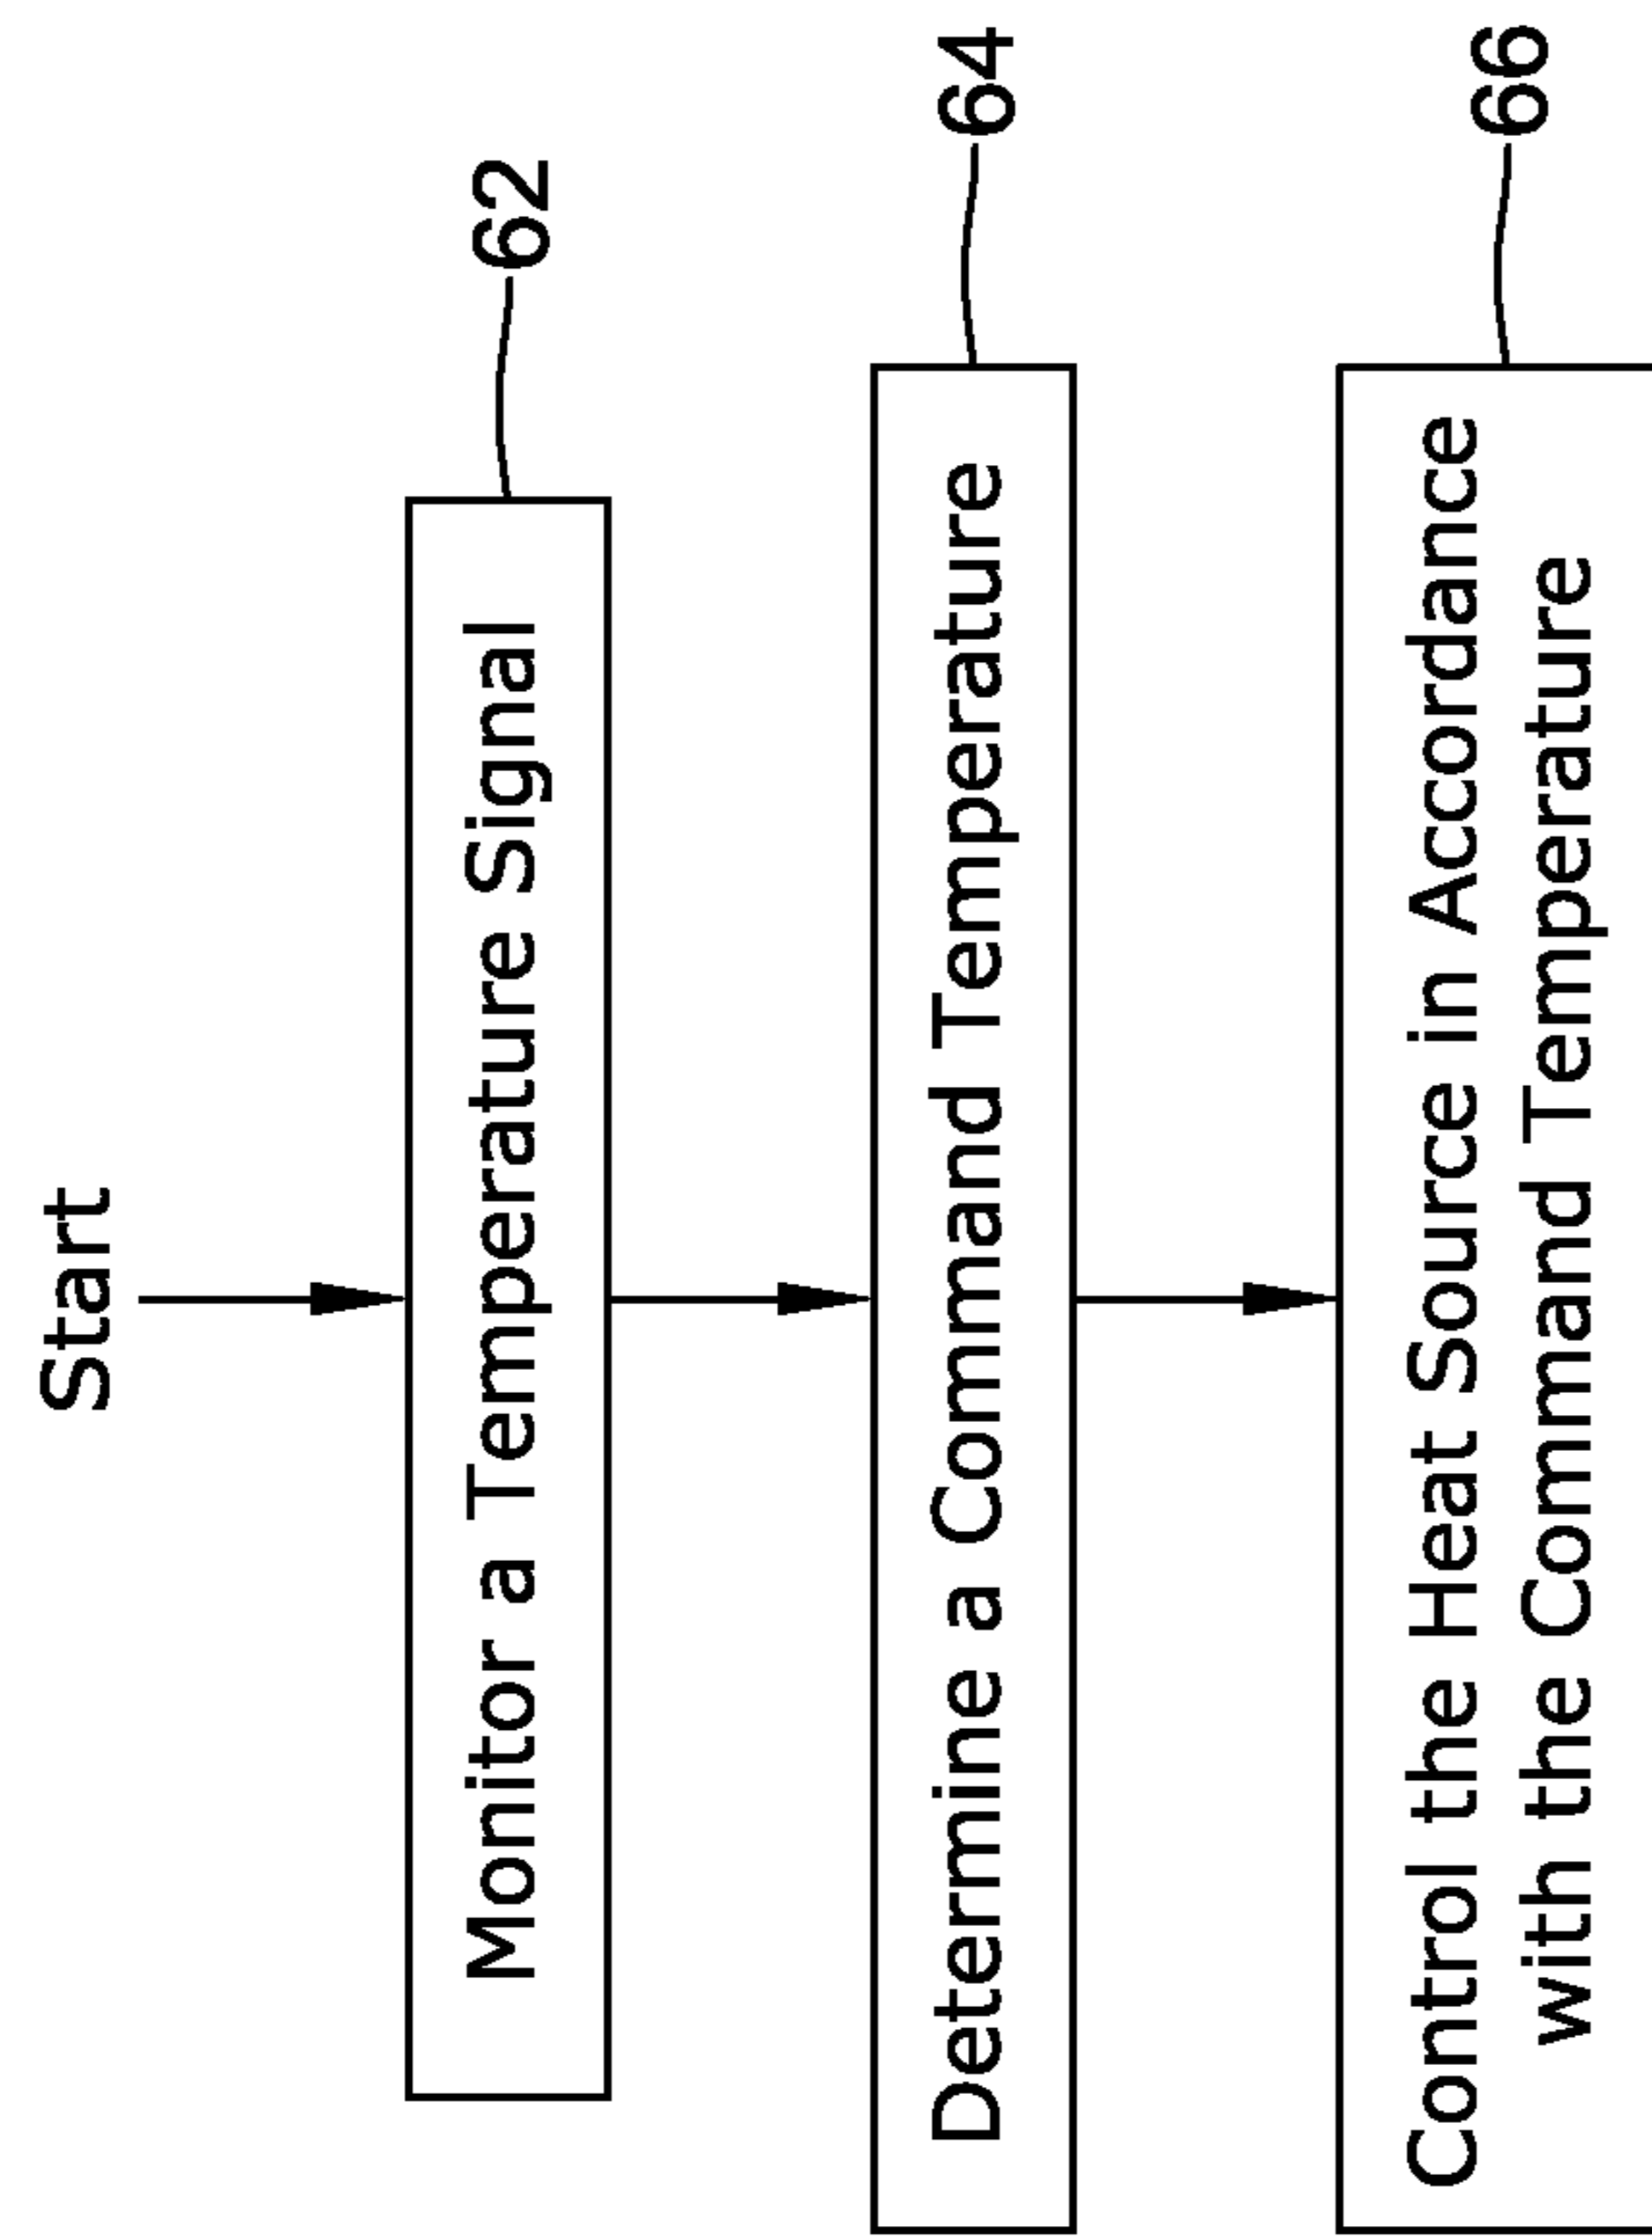 Start
Monitor a Temperature Signal
62
Determine a Command Temperature
64
Control the Heat Source in Accordance
with the Command Temperature
66